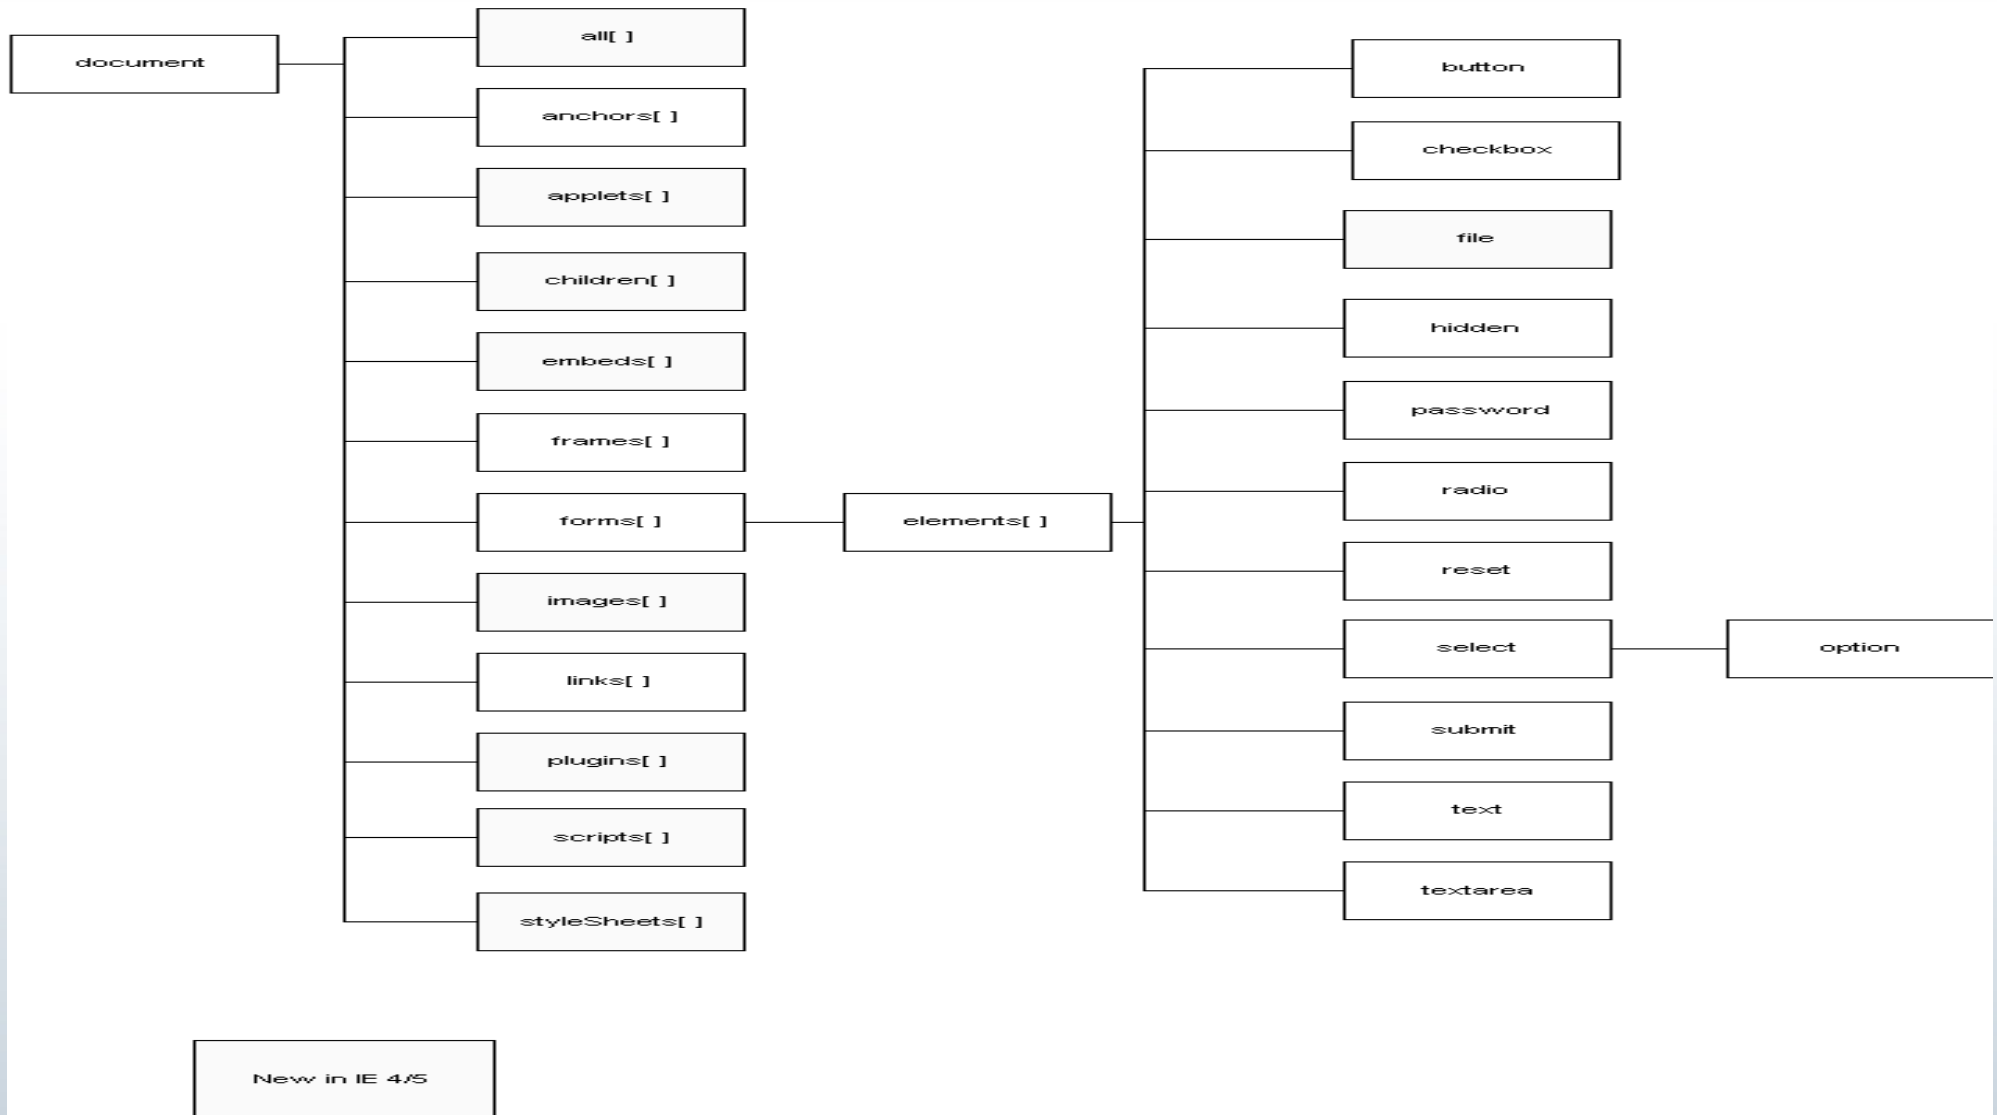 document
all[ ]
anchors[ ]
applets[ ]
children[ ]
embeds[ ]
frames[ ]
forms[ ]
images[ ]
links[ ]
plugins[ ]
scripts[ ]
styleSheets[ ]
elements[ ]
button
checkbox
file
hidden
password
radio
reset
select
submit
text
textarea
option
New in IE 4/5